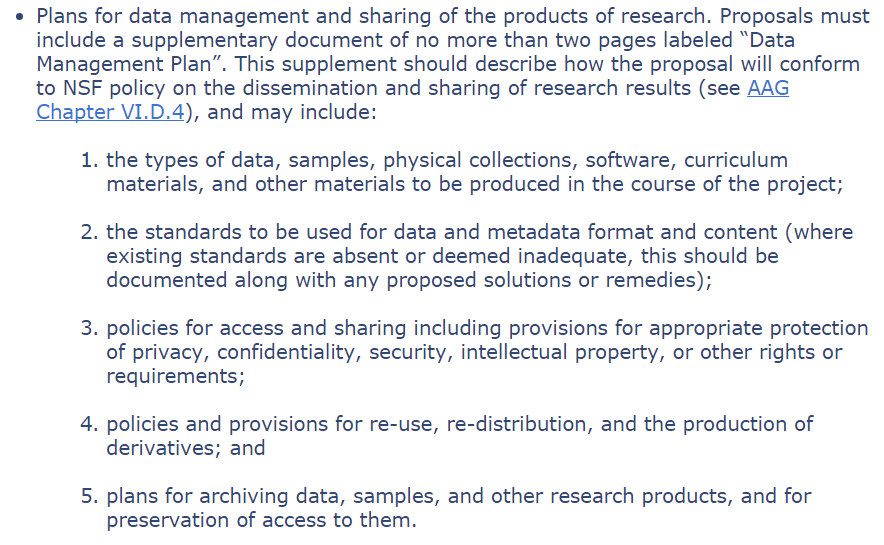 • Plans for data management and sharing of the products of research. Proposals must
include a supplementary document of no more than two pages labeled “Data
Management Plan”. This supplement should describe how the proposal will conform
to NSF policy on the dissemination and sharing of research results (see AAG
Chapter VI.D.4), and may include:
1. the types of data, samples, physical collections, software, curriculum
materials, and other materials to be produced in the course of the project;
2. the standards to be used for data and metadata format and content (where
existing standards are absent or deemed inadequate, this should be
documented along with any proposed solutions or remedies);
3. policies for access and sharing including provisions for appropriate protection
of privacy, confidentiality, security, intellectual property, or other rights or
requirements;
4. policies and provisions for re-use, re-distribution, and the production of
derivatives; and
5. plans for archiving data, samples, and other research products, and for
preservation of access to them.